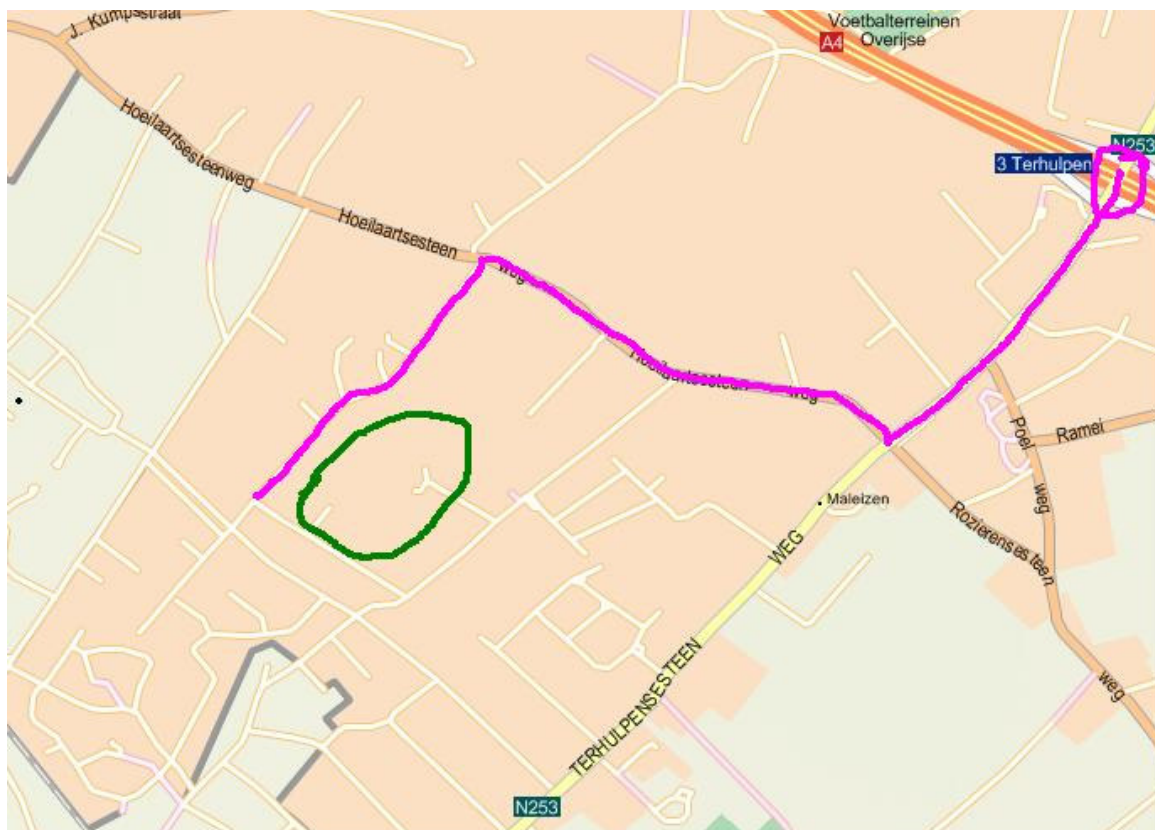 J. Kumpsstraat
Voetbalterreinen
Overijse
A4
N253
3 Terhulpen
Hoeilaartsesteenweg
Hoeilaartsesteen
weg
Hoeilaartsesteen weg
Poel
weg
Ramei
Maleizen
Rozierensesteen
weg
WEG
TERHULPENSESTEEN
N253